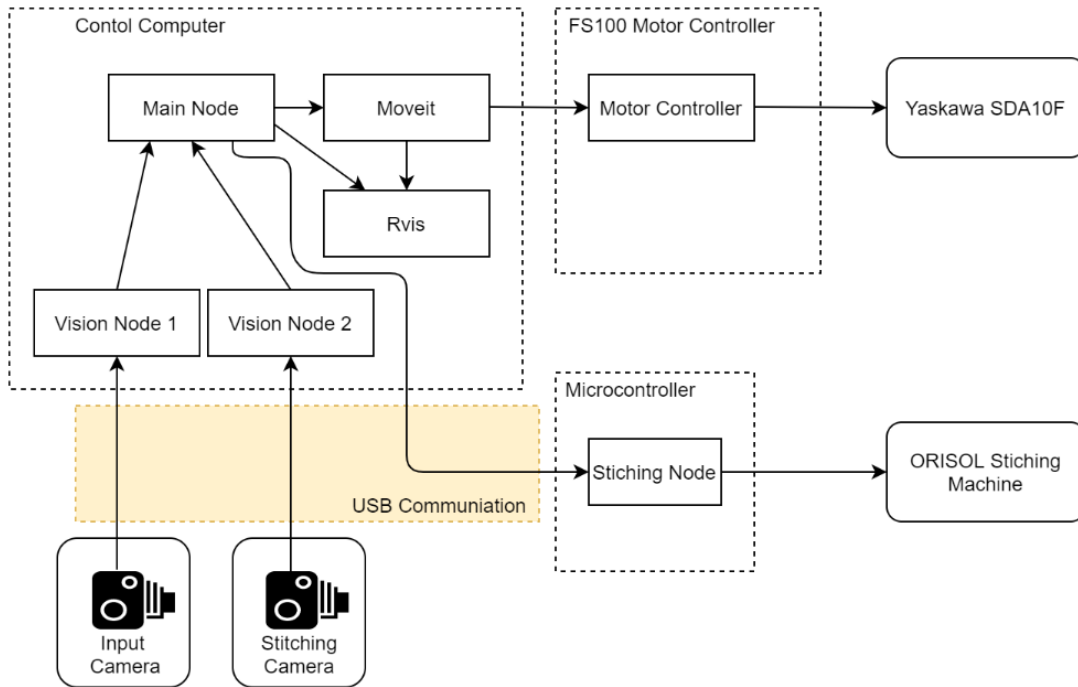 Contol Computer
FS100 Motor Controller
Main Node
Moveit
Motor Controller
Yaskawa SDA10F
Rvis
Vision Node 1
Vision Node 2
Microcontroller
Stiching Node
ORISOL Stiching
Machine
USB Communiation
Input
Camera
Stitching
Camera